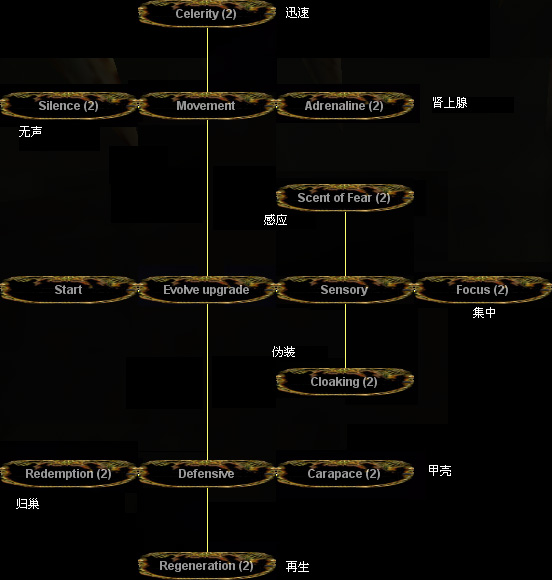 Celerity (2) 迅速
Silence (2) Movement Adrenaline (2) 肾上腺
无声
Scent of Fear (2)
感应
Start Evolve upgrade Sensory Focus (2)
集中
伪装
Cloaking (2)
Redemption (2) Defensive Carapace (2) 甲壳
归巢
Regeneration (2) 再生